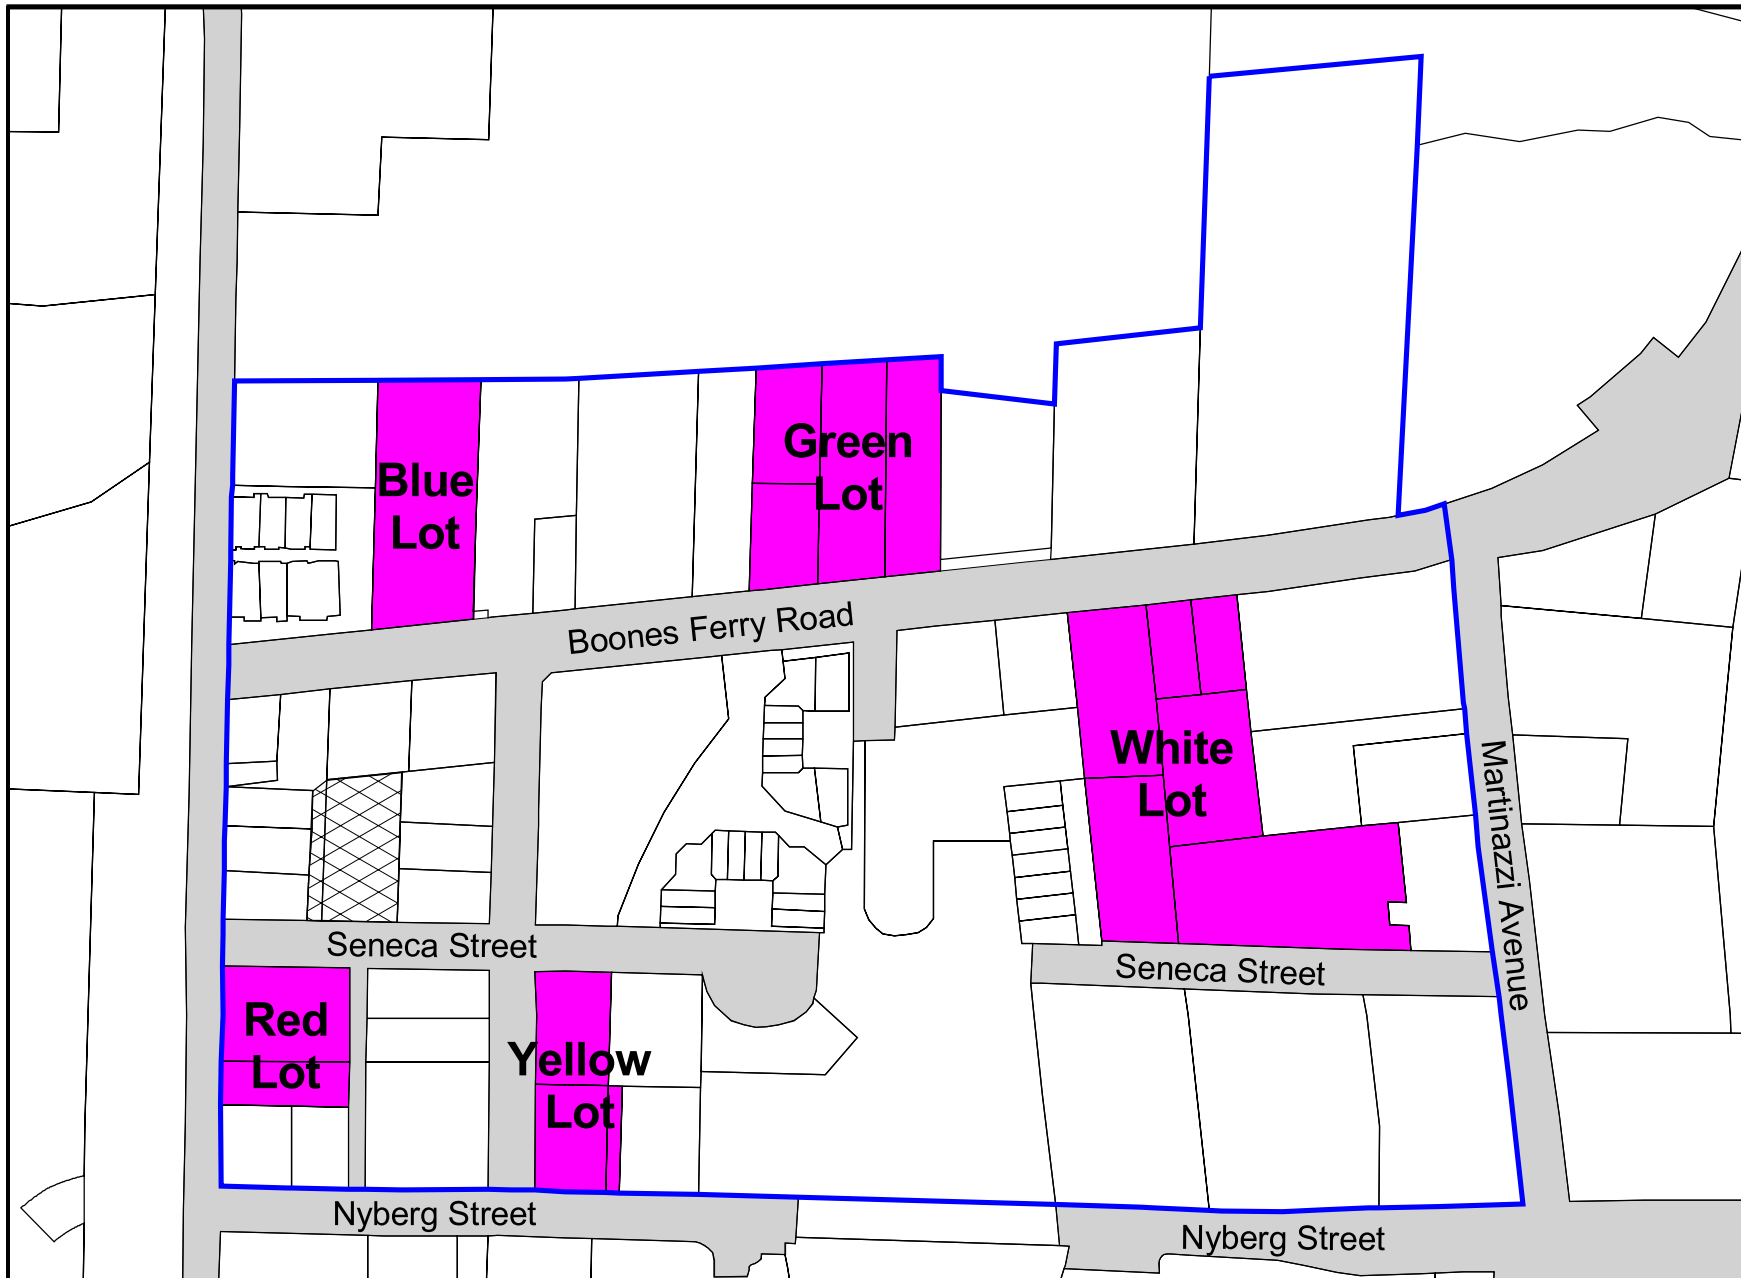 Green
Lot
Blue
Lot
Boones Ferry Road
White
Lot
Martinazzi Avenue
Seneca Street
Seneca Street
Red
Lot
Yellow
Lot
Nyberg Street
Nyberg Street